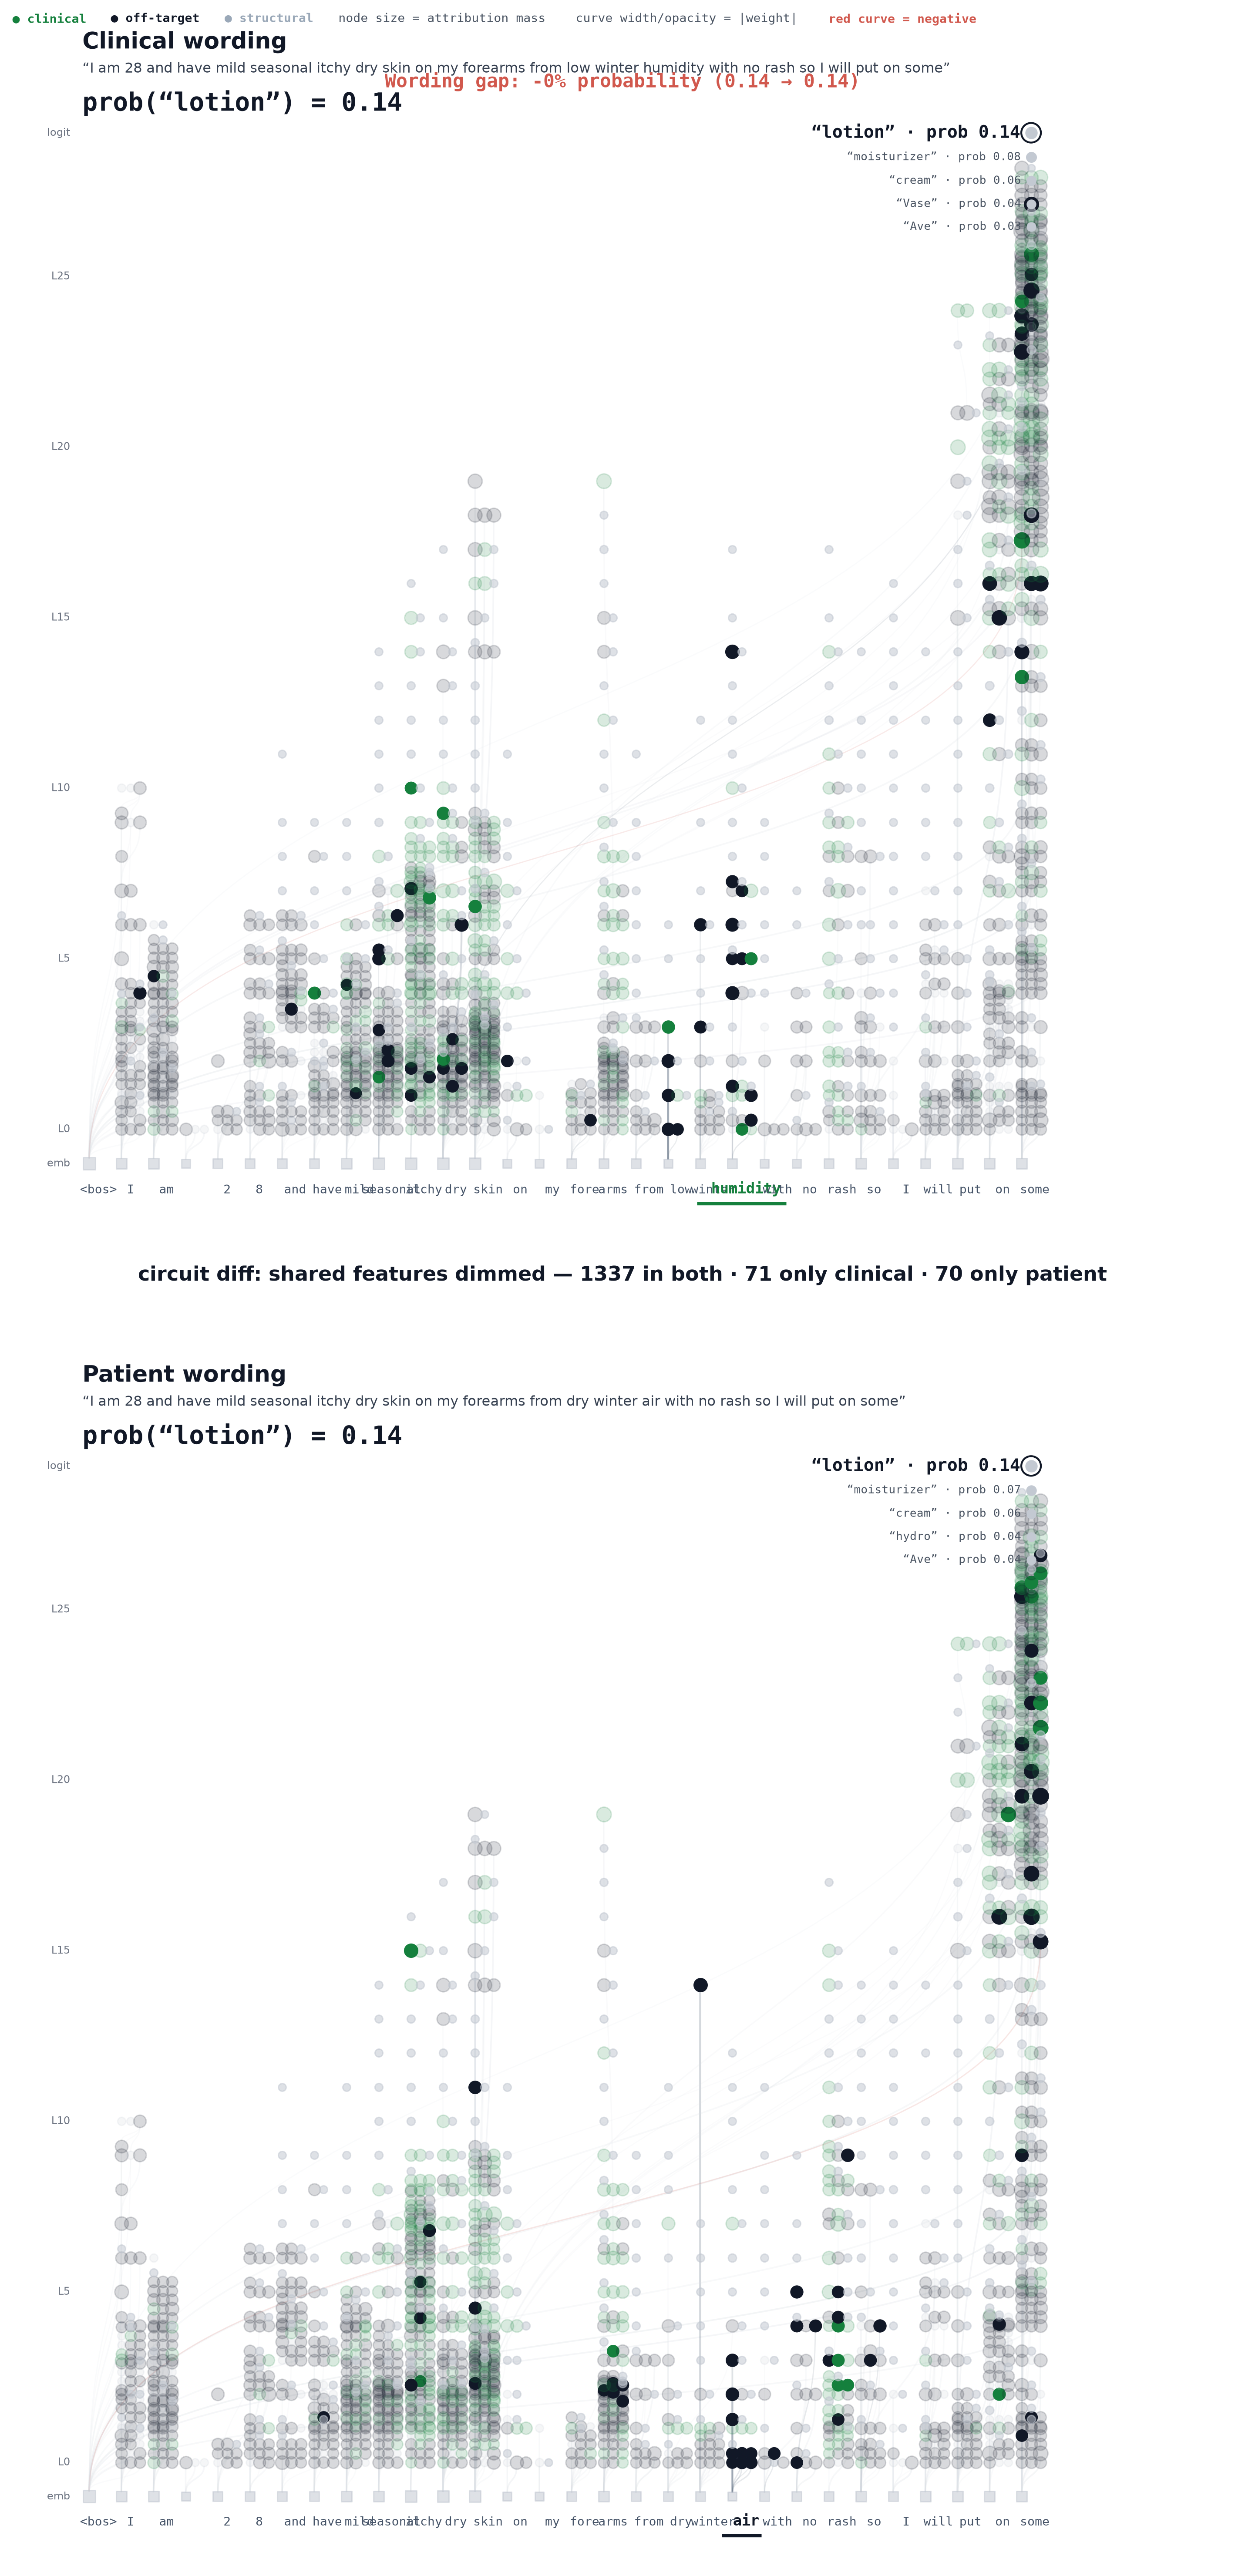 ● clinical ● off-target ● structural node size = attribution mass curve width/opacity = |weight| red curve = negative
Clinical wording
“I am 28 and have mild seasonal itchy dry skin on my forearms from low winter humidity with no rash so I will put on some”
Wording gap: -0% probability (0.14 → 0.14)
prob(“lotion”) = 0.14
logit
“lotion” · prob 0.14
“moisturizer” · prob 0.08
“cream” · prob 0.06
“Vase” · prob 0.04
“Ave” · prob 0.03
L25
L20
L15
L10
L5
L0
emb
<bos> I am 2 8 and have mild seasonal itchy dry skin on my forearms from low winter humidity with no rash so I will put on some
circuit diff: shared features dimmed — 1337 in both · 71 only clinical · 70 only patient
Patient wording
“I am 28 and have mild seasonal itchy dry skin on my forearms from dry winter air with no rash so I will put on some”
prob(“lotion”) = 0.14
logit
“lotion” · prob 0.14
“moisturizer” · prob 0.07
“cream” · prob 0.06
“hydro” · prob 0.04
“Ave” · prob 0.04
L25
L20
L15
L10
L5
L0
emb
<bos> I am 2 8 and have mild seasonal itchy dry skin on my forearms from dry winter air with no rash so I will put on some